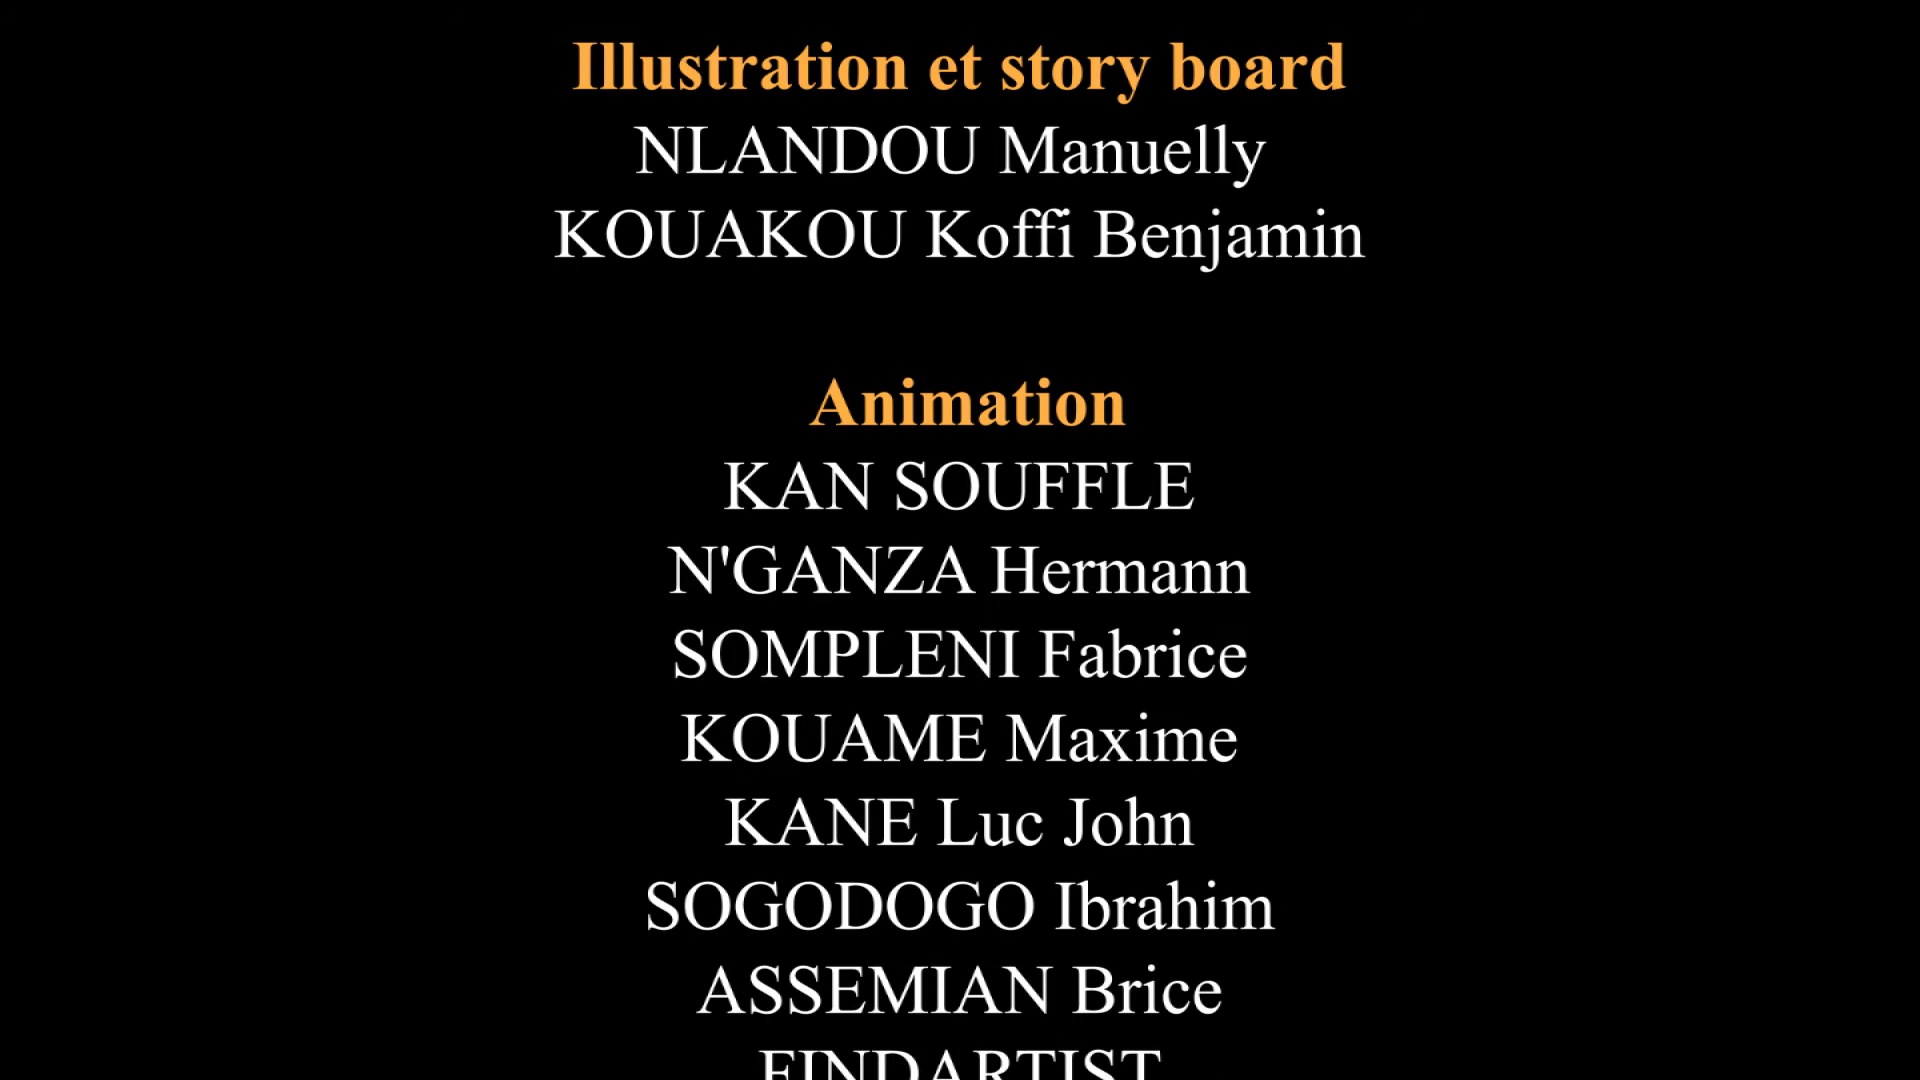 Illustration et story board
NLANDOU Manuelly
KOUAKOU Koffi Benjamin
Animation
KAN SOUFFLE
N'GANZA Hermann
SOMPLENI Fabrice
KOUAME Maxime
KANE Luc John
SOGODOGO Ibrahim
ASSEMIAN Brice
FINDARTIST